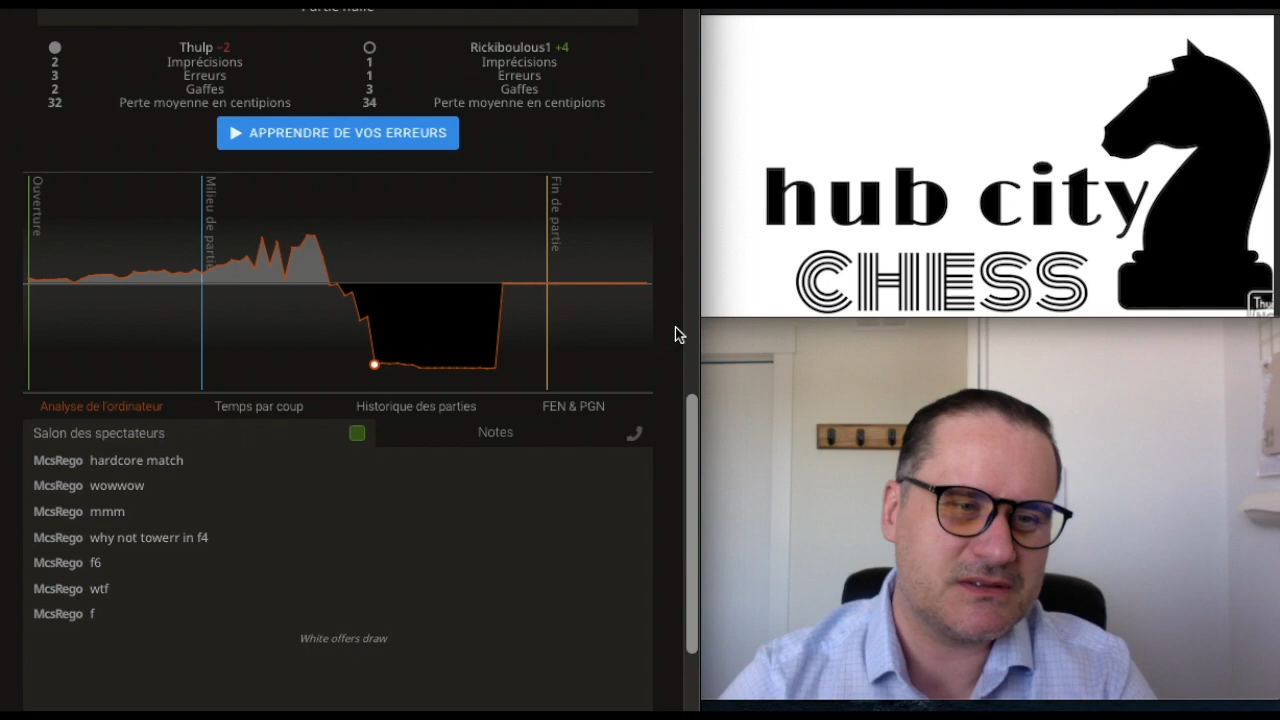 Partie nulle
Thulp −2
2 Imprécisions
3 Erreurs
2 Gaffes
32 Perte moyenne en centipions
Rickiboulous1 +4
1 Imprécisions
1 Erreurs
3 Gaffes
34 Perte moyenne en centipions
APPRENDRE DE VOS ERREURS
Ouverture
Milieu de partie
Fin de partie
Analyse de l'ordinateur
Temps par coup
Historique des parties
FEN & PGN
Salon des spectateurs
Notes
McsRego hardcore match
McsRego wowwow
McsRego mmm
McsRego why not towerr in f4
McsRego f6
McsRego wtf
McsRego f
White offers draw
hub city
CHESS